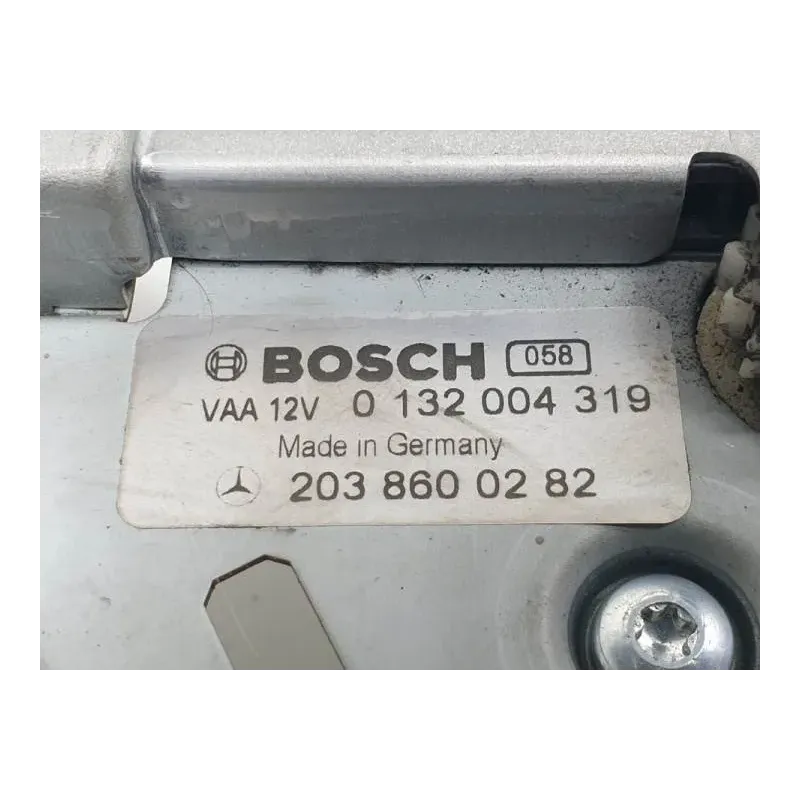 BOSCH 058
VAA 12V 0 132 004 319
Made in Germany
203 860 02 82